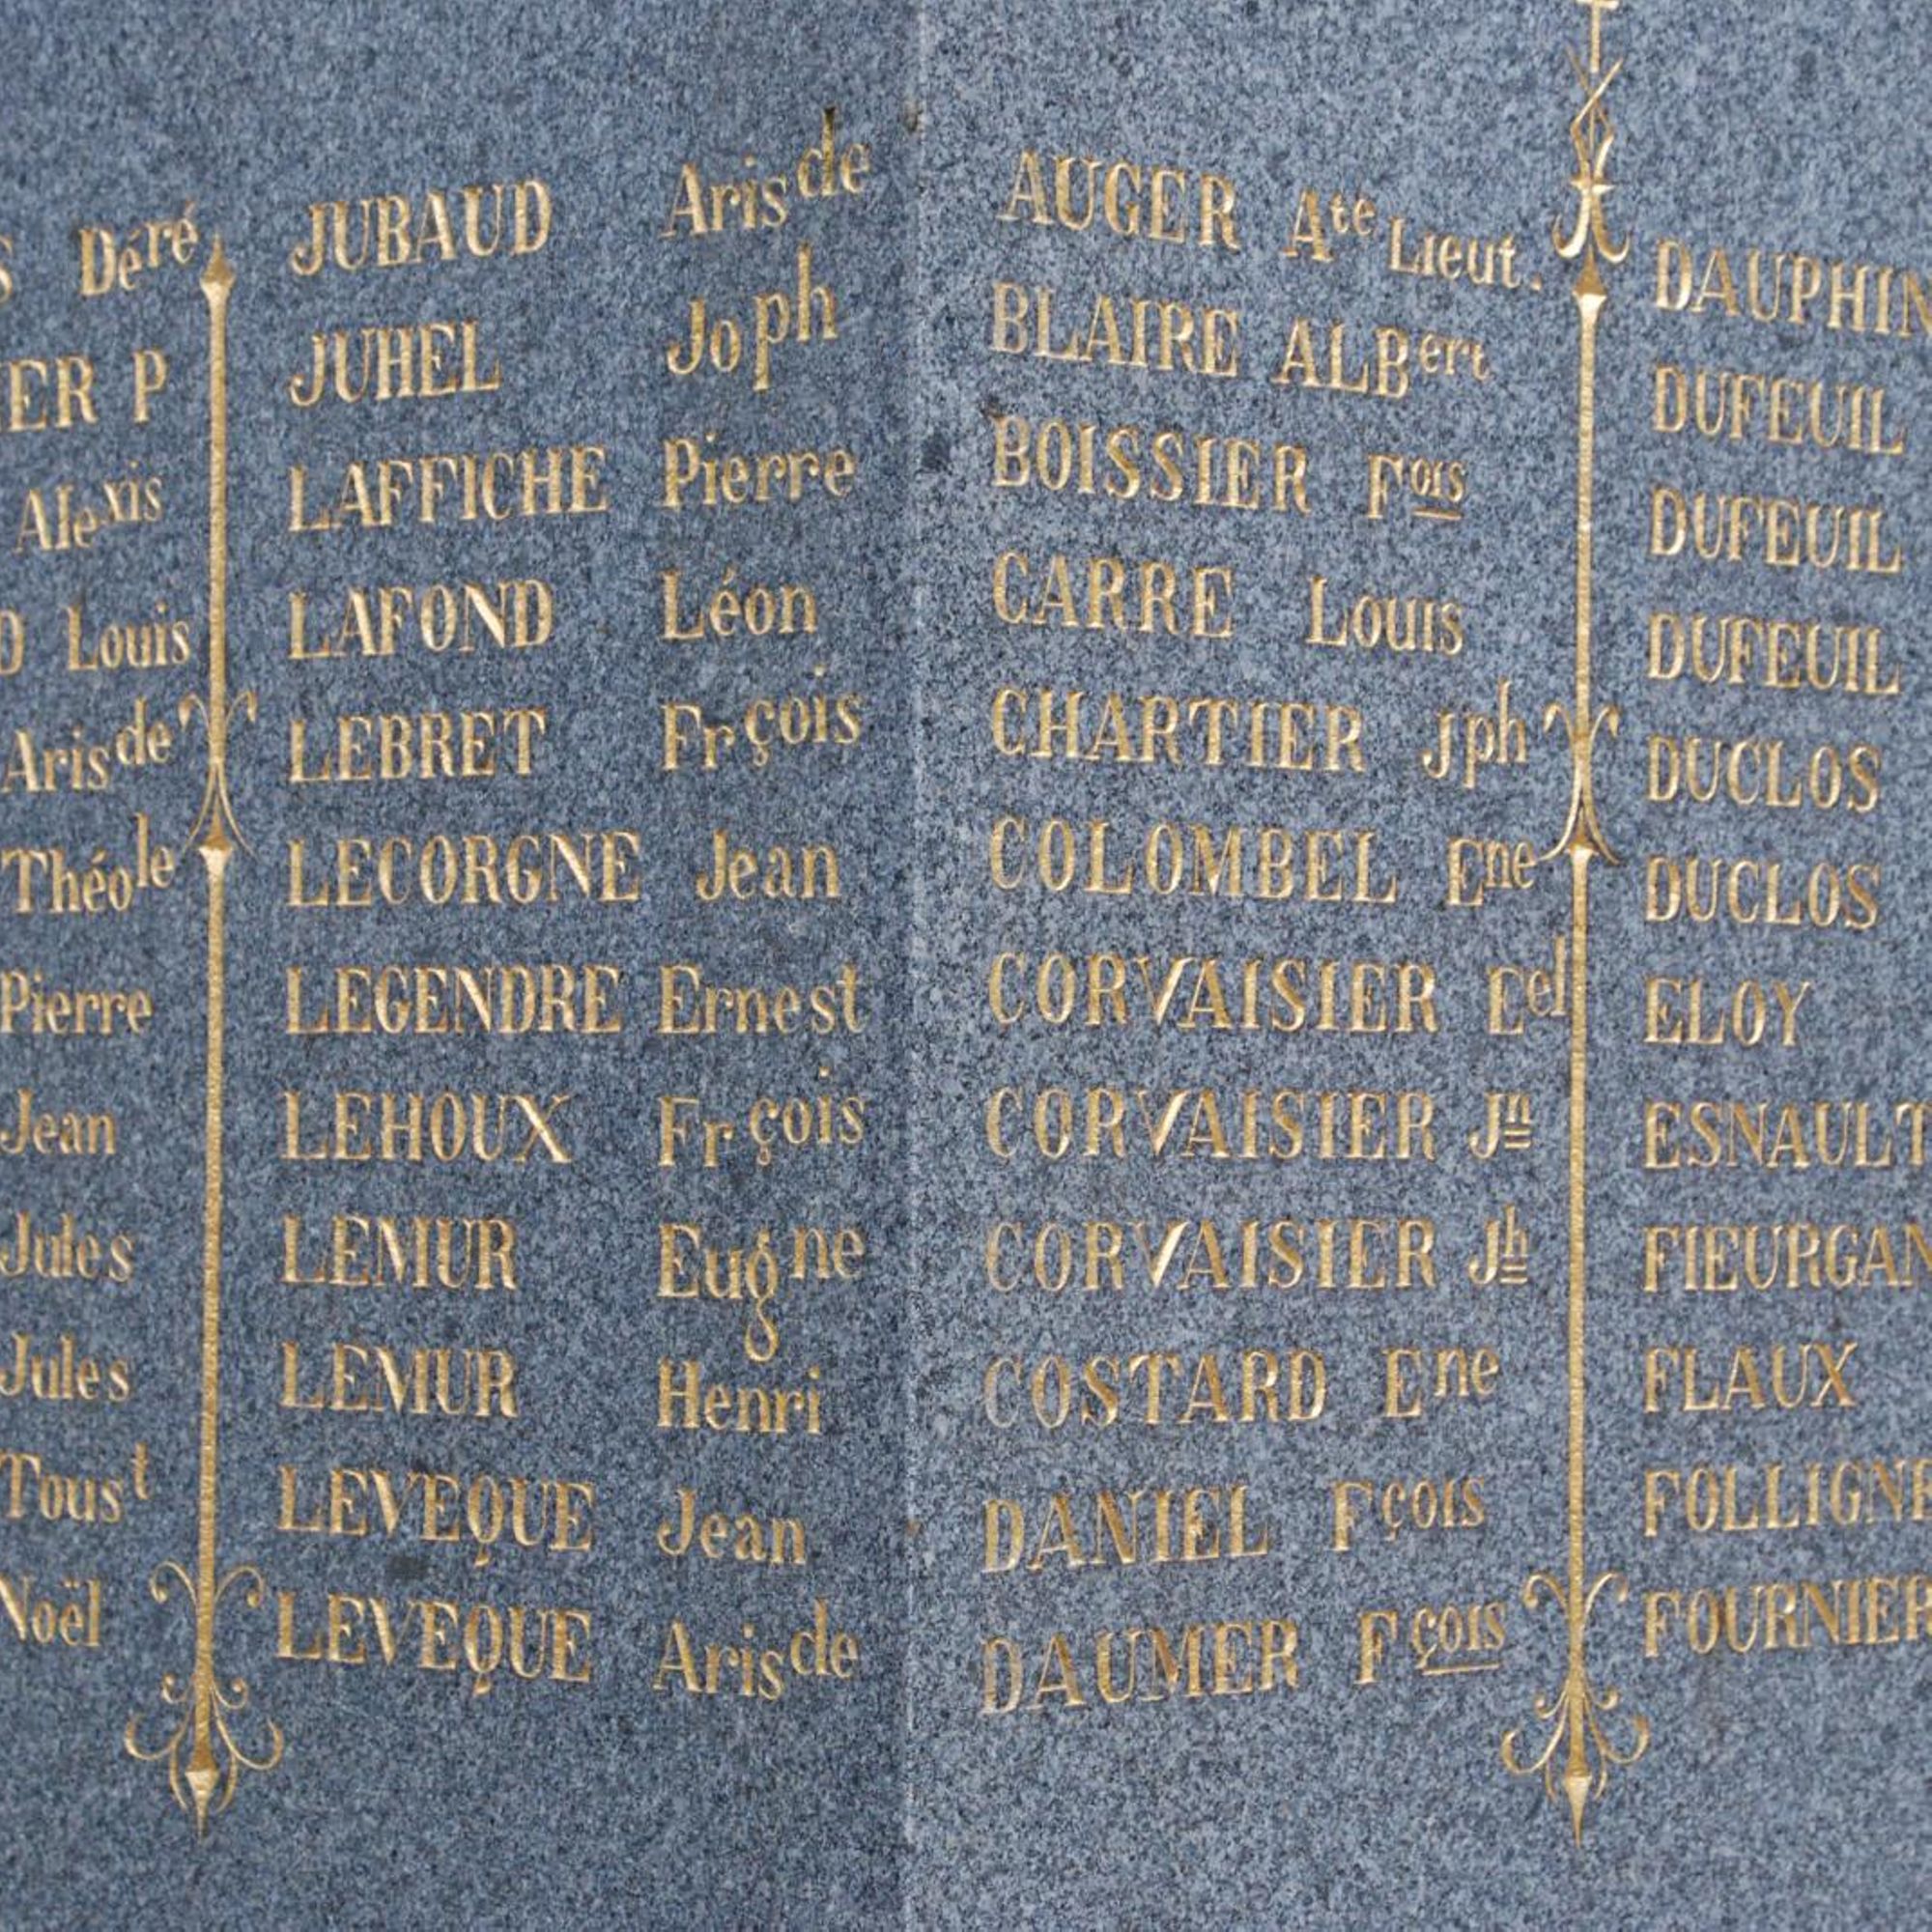 Déré
ER P
Alexis
D Louis
Arisde
Théole
Pierre
Jean
Jules
Jules
Toust
Noël
JUBAUD Arisde
JUHEL Joph
LAFFICHE Pierre
LAFOND Léon
LEBRET Frçois
LECORGNE Jean
LEGENDRE Ernest
LEHOUX Frçois
LEMUR Eugne
LEMUR Henri
LEVEQUE Jean
LEVEQUE Arisde
AUGER Ate Lieut.
BLAIRE ALBert
BOISSIER Fois
CARRE Louis
CHARTIER Jph
COLOMBEL Ene
CORVAISIER Eel
CORVAISIER Jn
CORVAISIER Jh
COSTARD Ene
DANIEL Fçois
DAUMER Fçois
DAUPHIN
DUFEUIL
DUFEUIL
DUFEUIL
DUCLOS
DUCLOS
ELOY
ESNAULT
FIEURGAN
FLAUX
FOLLIGNE
FOURNIER